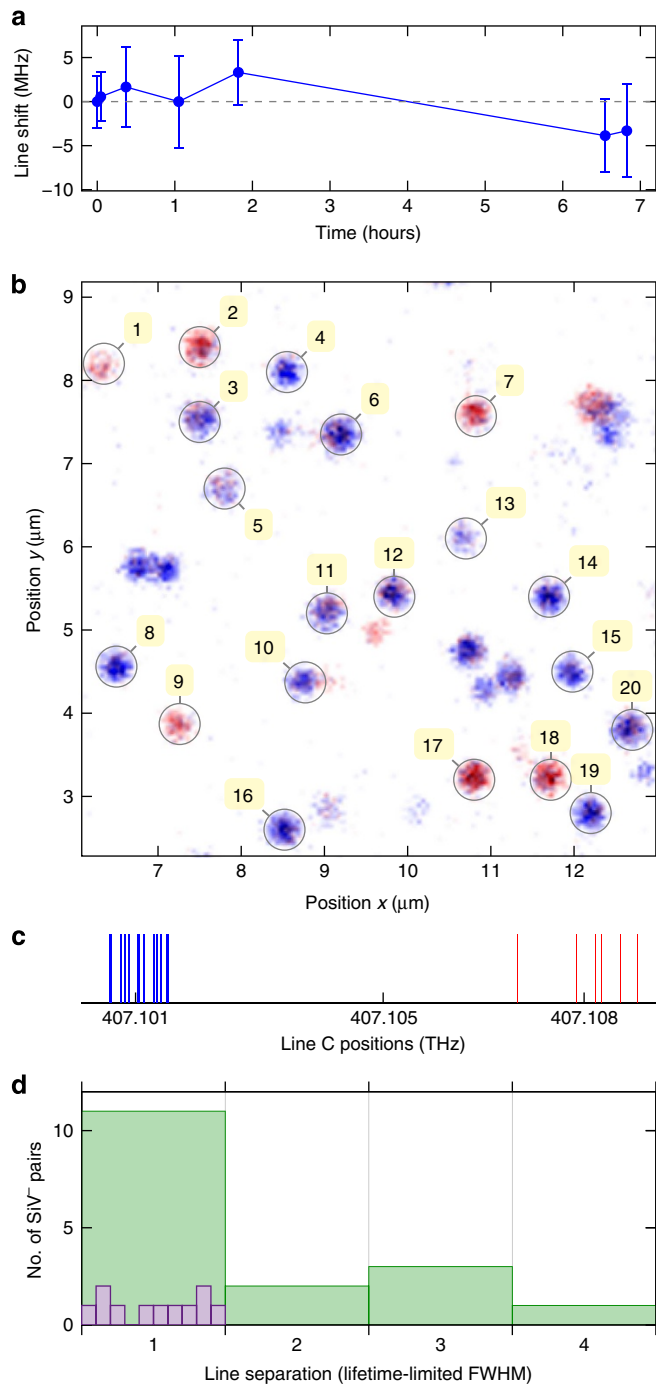 a
5
0
−5
−10
Line shift (MHz)
0 1 2 3 4 5 6 7
Time (hours)
b
9
8
7
6
5
4
3
Position y (μm)
1
2
3
4
5
6
7
8
9
10
11
12
13
14
15
16
17
18
19
20
7 8 9 10 11 12
Position x (μm)
c
407.101 407.105 407.108
Line C positions (THz)
d
10
5
0
No. of SiV⁻ pairs
1 2 3 4
Line separation (lifetime-limited FWHM)